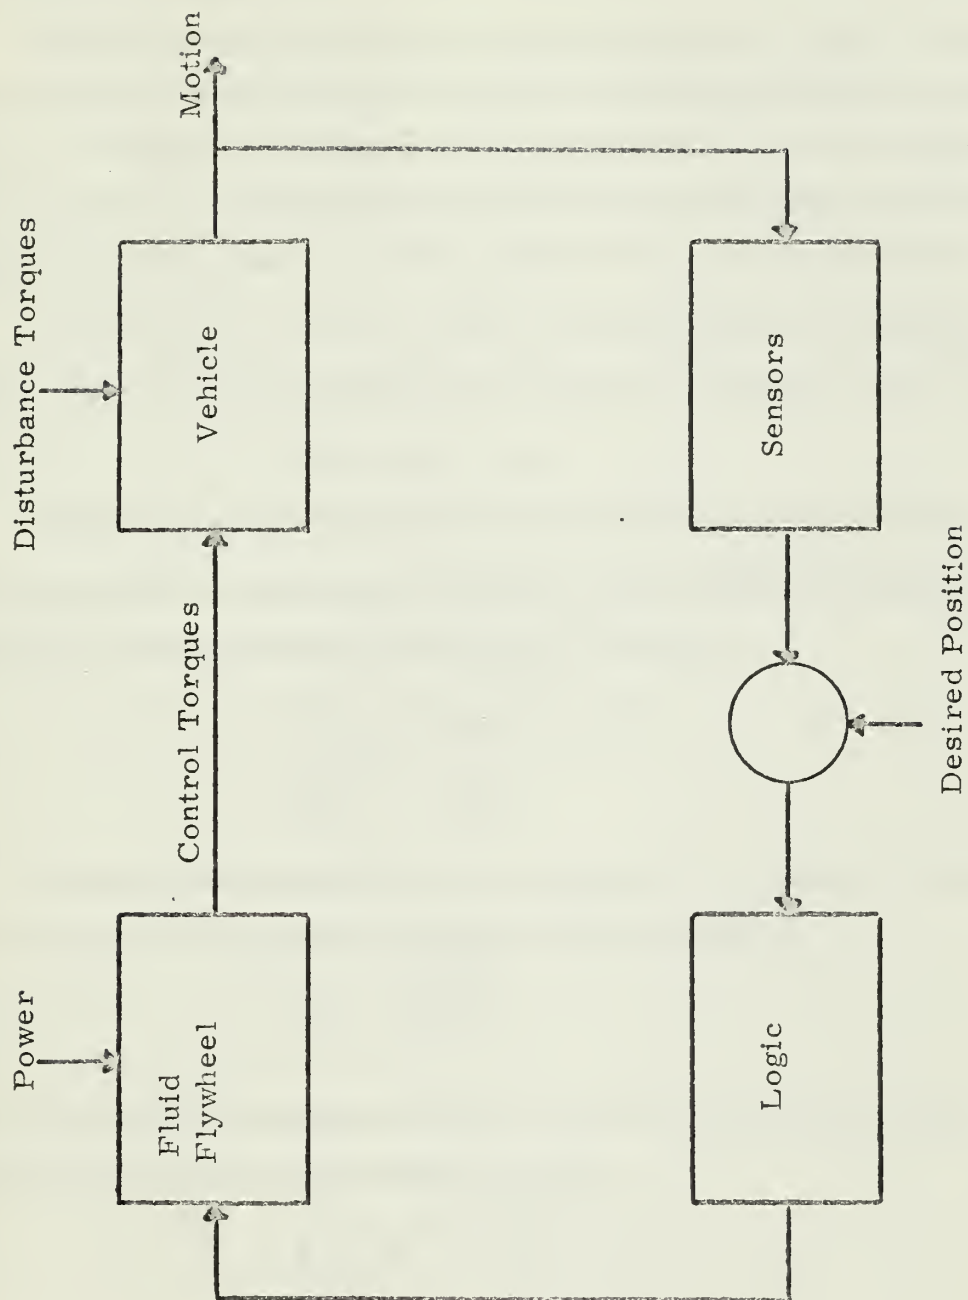 Power
Disturbance Torques
Fluid
Flywheel
Control Torques
Vehicle
Motion
Logic
Sensors
Desired Position